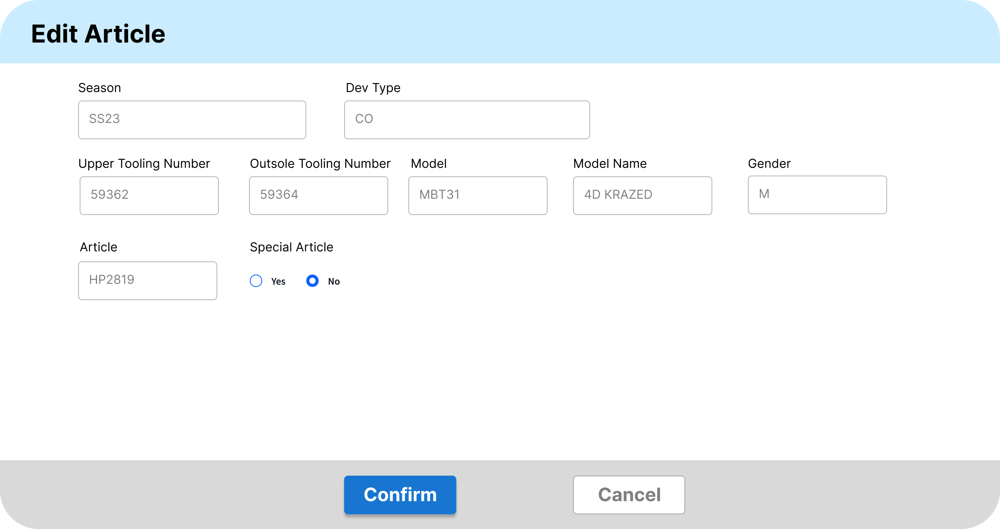 Edit Article
Season Dev Type
SS23 CO
Upper Tooling Number Outsole Tooling Number Model Model Name Gender
59362 59364 MBT31 4D KRAZED M
Article Special Article
HP2819 Yes No
Confirm Cancel